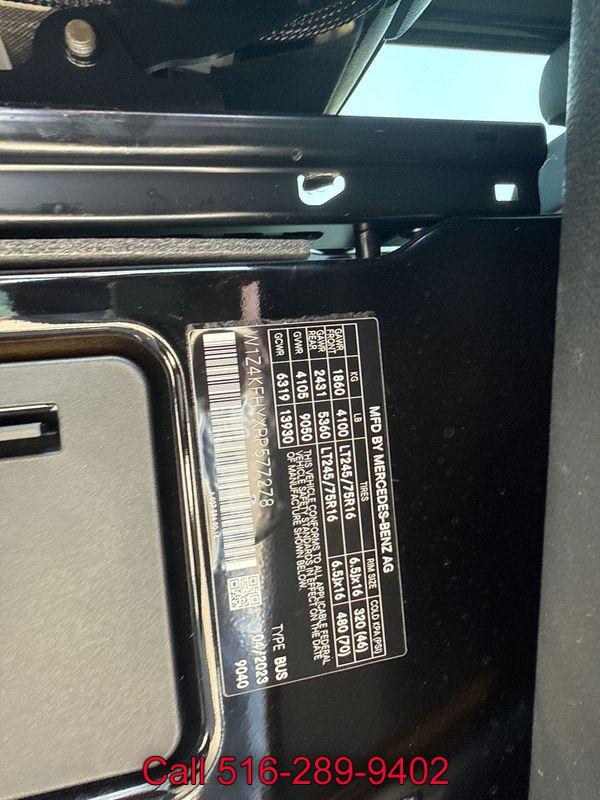 MFD BY MERCEDES-BENZ AG
KG LB TIRES RIM SIZE COLD KPA (PSI)
GAWR FRONT 1860 4100 LT245/75R16 6.5Jx16 320 (46)
GAWR REAR 2431 5360 LT245/75R16 6.5Jx16 480 (70)
GVWR 4105 9050
GCWR 6319 13930
THIS VEHICLE CONFORMS TO ALL APPLICABLE FEDERAL
VEHICLE SAFETY STANDARDS IN EFFECT ON THE DATE
OF MANUFACTURE SHOWN BELOW.
TYPE BUS
04/2023
9040
Call 516-289-9402